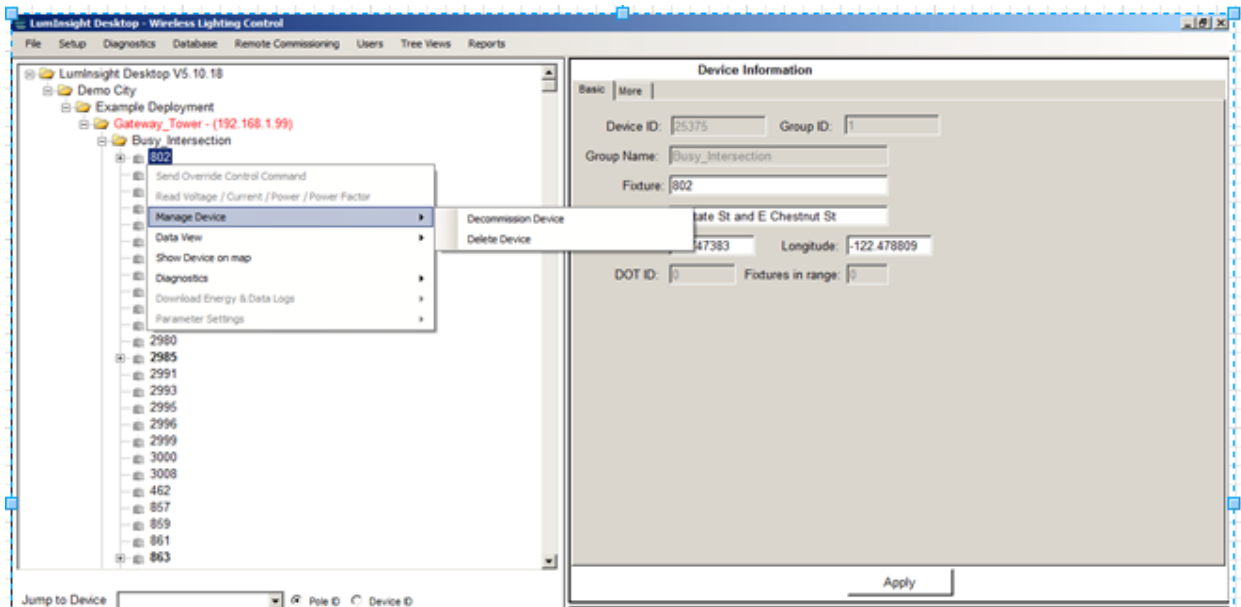 LumInsight Desktop - Wireless Lighting Control
File Setup Diagnostics Database Remote Commissioning Users Tree Views Reports
LumInsight Desktop V5.10.18
Demo City
Example Deployment
Gateway_Tower - (192.168.1.99)
Busy_Intersection
802
Send Override Control Command
Read Voltage / Current / Power / Power Factor
Manage Device
Data View
Show Device on map
Diagnostics
Download Energy & Data Logs
Parameter Settings
Decommission Device
Delete Device
2980
2985
2991
2993
2995
2996
2999
3000
3008
462
857
859
861
863
Jump to Device Pole ID Device ID
Device Information
Basic More
Device ID: 25375 Group ID: 1
Group Name: Busy_Intersection
Fixture: 802
tate St and E Chestnut St
47383 Longitude: -122.478809
DOT ID: 0 Fixtures in range: 0
Apply